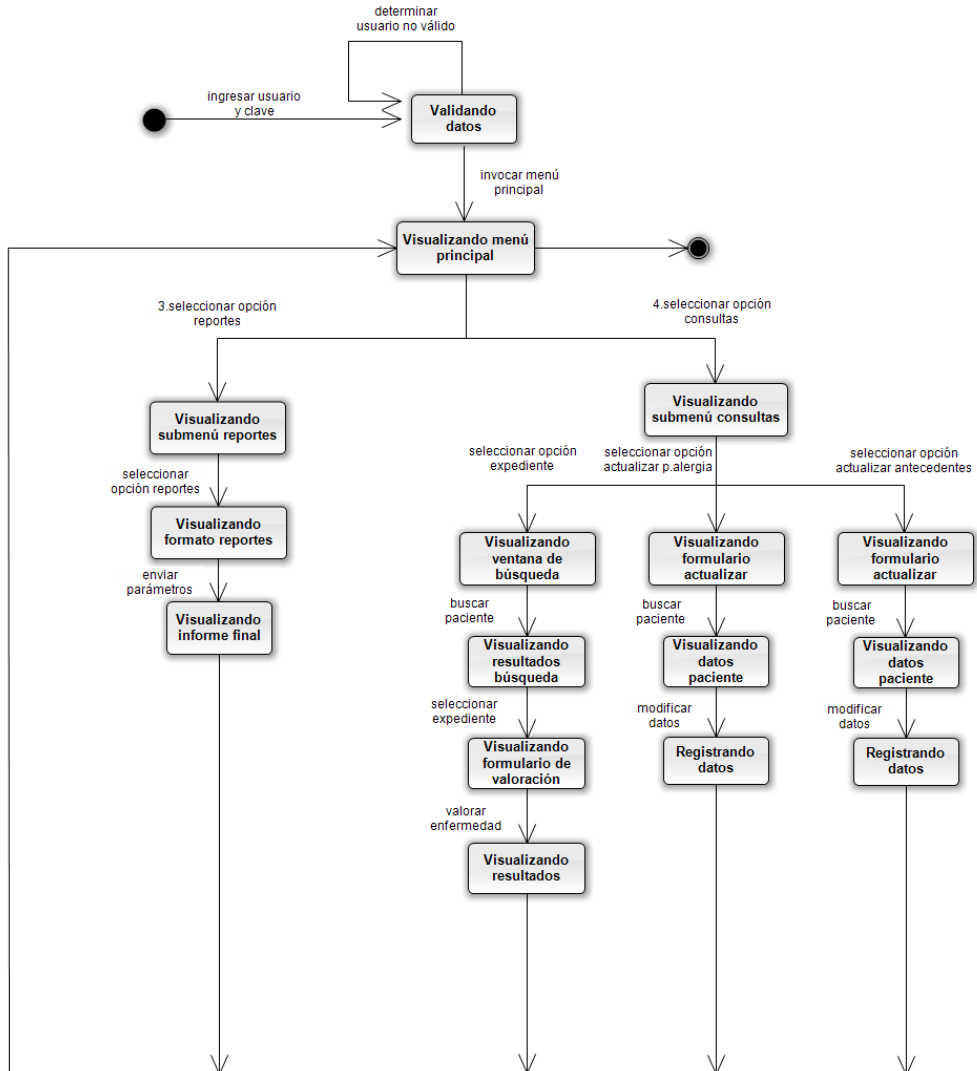 determinar
usuario no válido
ingresar usuario
y clave
Validando
datos
invocar menú
principal
Visualizando menú
principal
3.seleccionar opción
reportes
4.seleccionar opción
consultas
Visualizando
submenú reportes
Visualizando
submenú consultas
seleccionar
opción reportes
seleccionar opción
expediente
seleccionar opción
actualizar p.alergia
seleccionar opción
actualizar antecedentes
Visualizando
formato reportes
Visualizando
ventana de
búsqueda
Visualizando
formulario
actualizar
Visualizando
formulario
actualizar
enviar
parámetros
buscar
paciente
buscar
paciente
buscar
paciente
Visualizando
informe final
Visualizando
resultados
búsqueda
Visualizando
datos
paciente
Visualizando
datos
paciente
seleccionar
expediente
modificar
datos
modificar
datos
Visualizando
formulario de
valoración
Registrando
datos
Registrando
datos
valorar
enfermedad
Visualizando
resultados